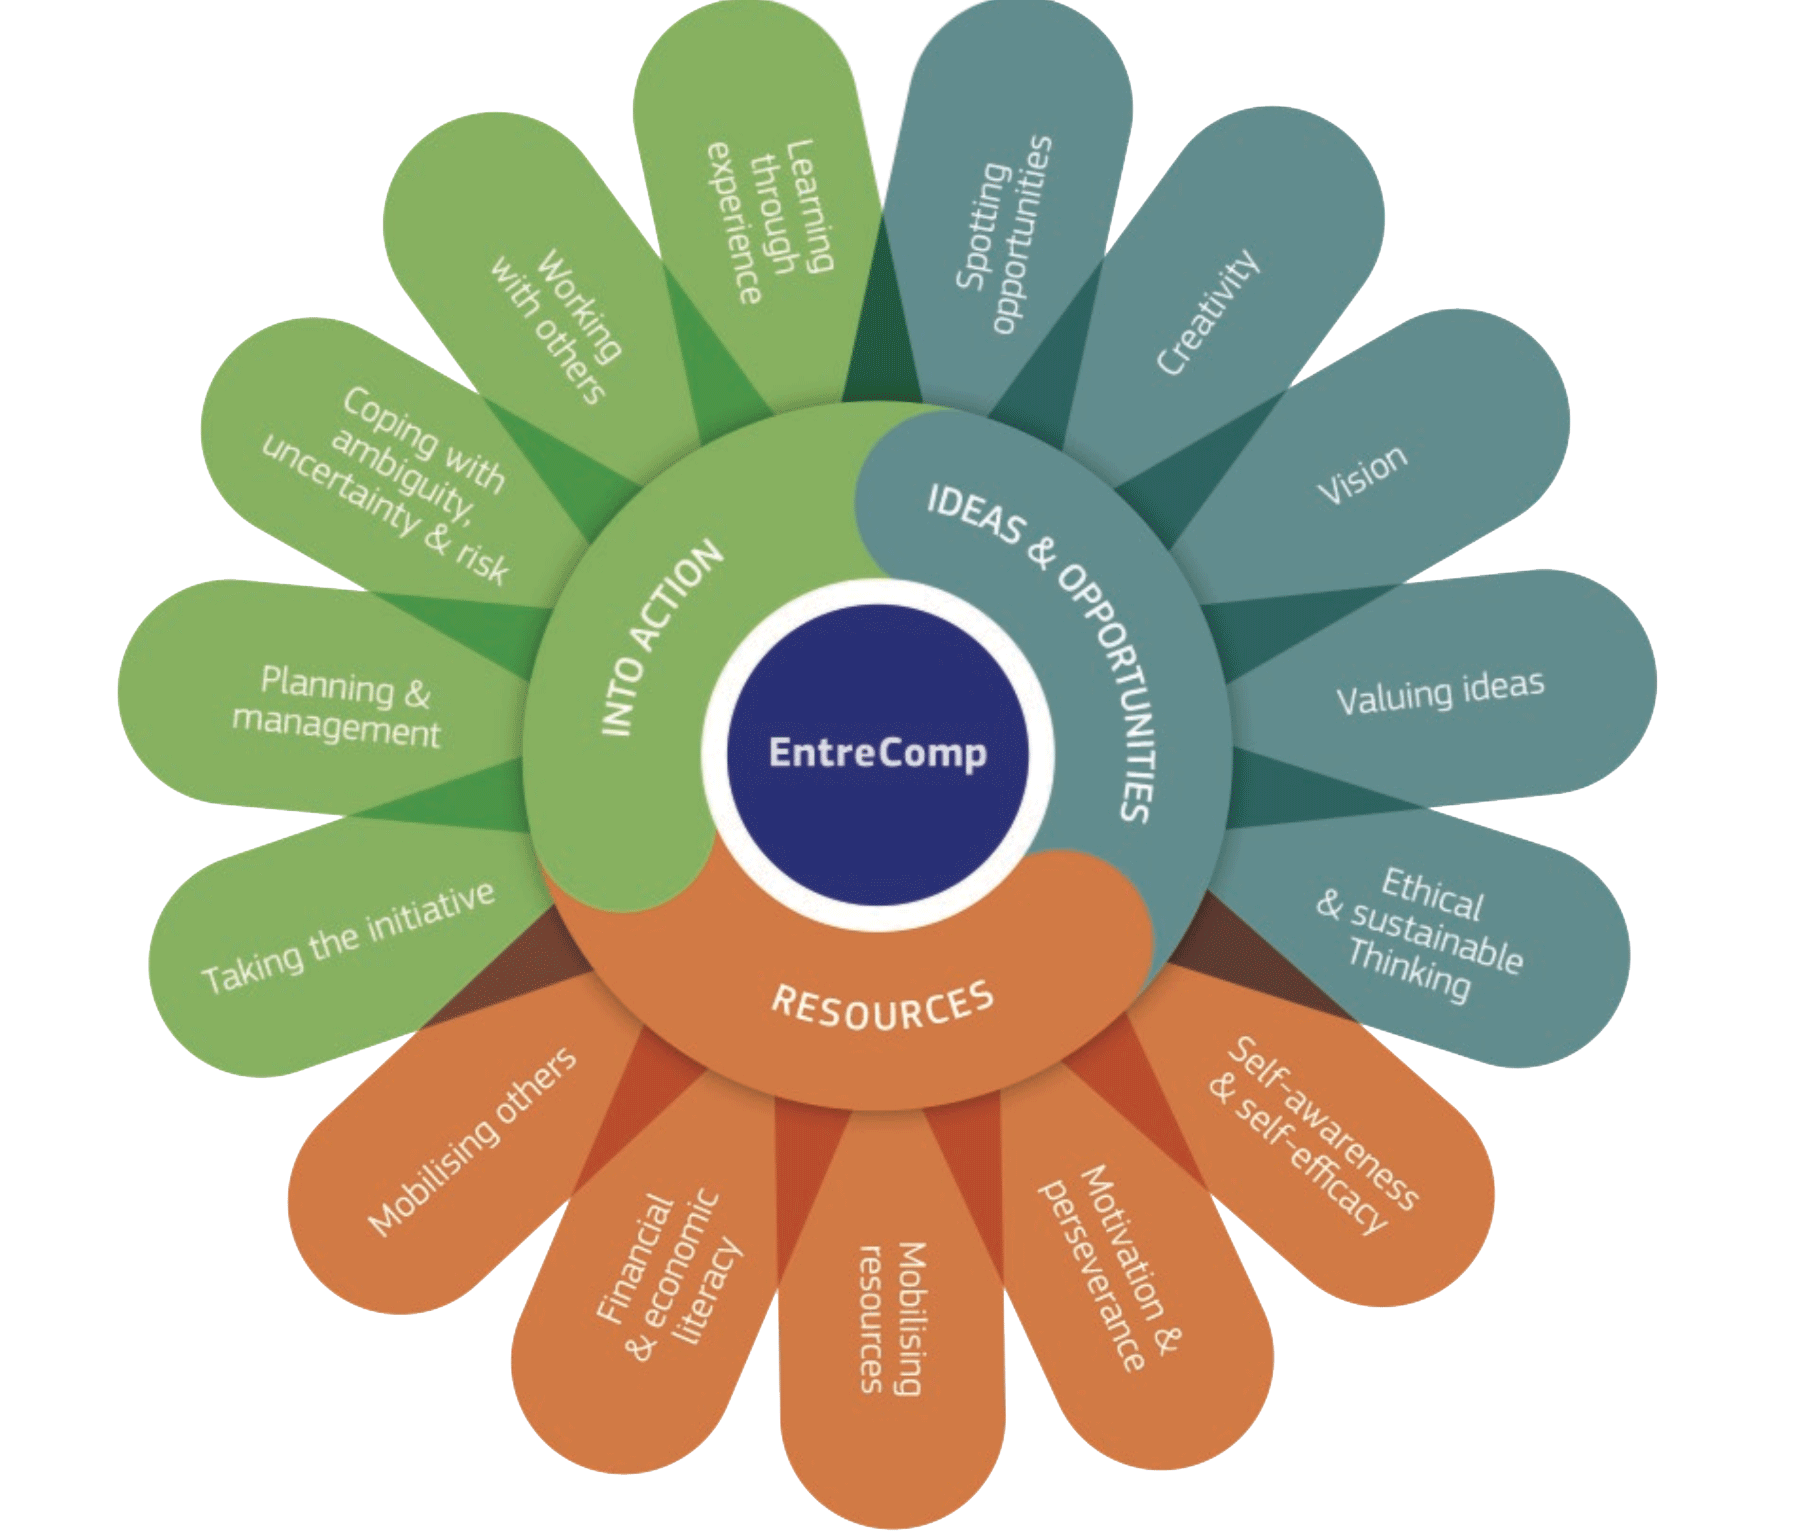 EntreComp
IDEAS & OPPORTUNITIES
Spotting
opportunities
Creativity
Vision
Valuing ideas
Ethical
& sustainable
Thinking
RESOURCES
Self-awareness
& self-efficacy
Motivation &
perseverance
Mobilising
resources
Financial
& economic
literacy
Mobilising others
INTO ACTION
Taking the initiative
Planning &
management
Coping with
ambiguity,
uncertainty & risk
Working
with others
Learning
through
experience